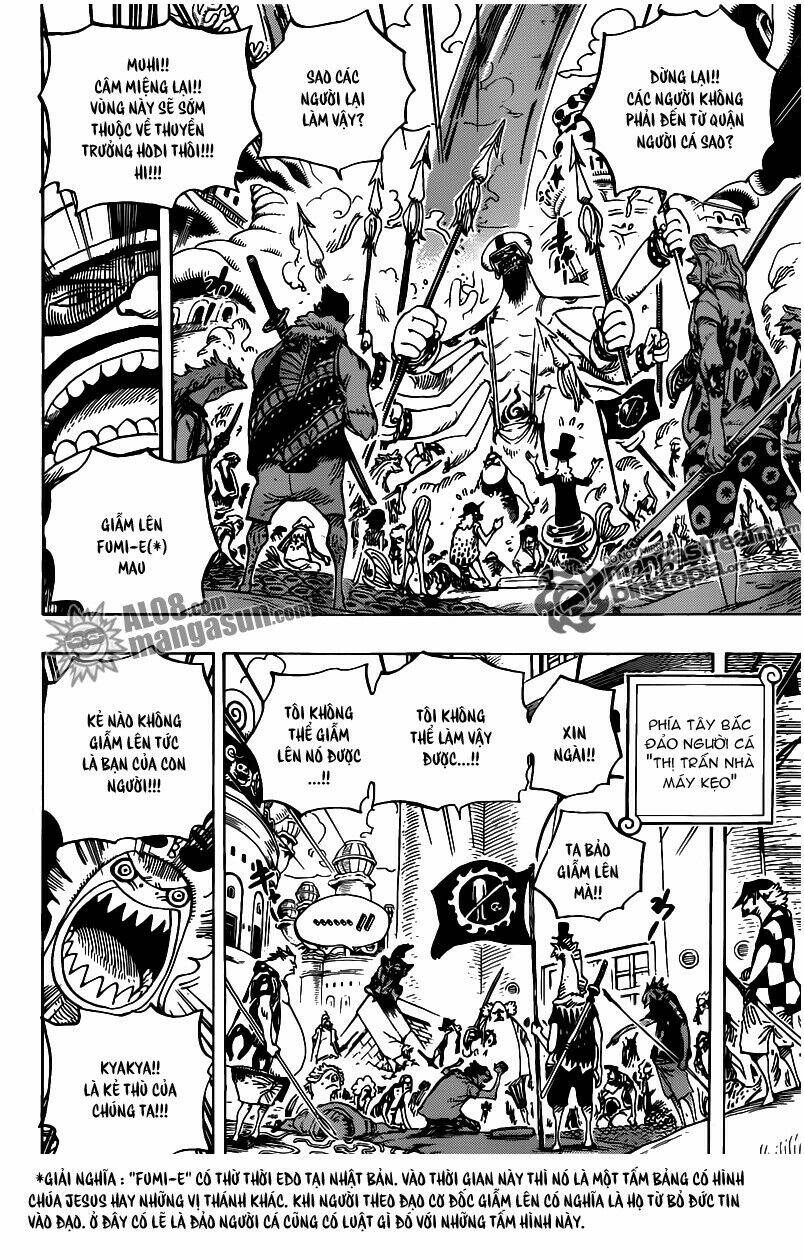 DỪNG LẠI!!
CÁC NGƯỜI KHÔNG
PHẢI ĐẾN TỪ QUẬN
NGƯỜI CÁ SAO?
SAO CÁC
NGƯỜI LẠI
LÀM VẬY?
MUHI!!
CÂM MIỆNG LẠI!!
VÙNG NÀY SẼ SỚM
THUỘC VỀ THUYỀN
TRƯỞNG HODI THÔI!!!
HI!!!
GIẪM LÊN
FUMI-E(*)
MAU
ALO8.com
mangasun.com
PHÍA TÂY BẮC
ĐẢO NGƯỜI CÁ
"THỊ TRẤN NHÀ
MÁY KẸO"
XIN
NGÀI!!
TÔI KHÔNG
THỂ LÀM VẬY
ĐƯỢC...!!
TÔI KHÔNG
THỂ GIẪM
LÊN NÓ ĐƯỢC
...!!
TA BẢO
GIẪM LÊN
MÀ!!
KẺ NÀO KHÔNG
GIẪM LÊN TỨC
LÀ BẠN CỦA CON
NGƯỜI!!!
KYAKYA!!
LÀ KẺ THÙ CỦA
CHÚNG TA!!!
*GIẢI NGHĨA : "FUMI-E" CÓ THỪ THỜI EDO TẠI NHẬT BẢN. VÀO THỜI GIAN NÀY THÌ NÓ LÀ MỘT TẤM BẢNG CÓ HÌNH
CHÚA JESUS HAY NHỮNG VỊ THÁNH KHÁC. KHI NGƯỜI THEO ĐẠO CƠ ĐỐC GIẪM LÊN CÓ NGHĨA LÀ HỌ TỪ BỎ ĐỨC TIN
VÀO ĐẠO. Ở ĐÂY CÓ LẼ LÀ ĐẢO NGƯỜI CÁ CŨNG CÓ LUẬT GÌ ĐÓ VỚI NHỮNG TẤM HÌNH NÀY.